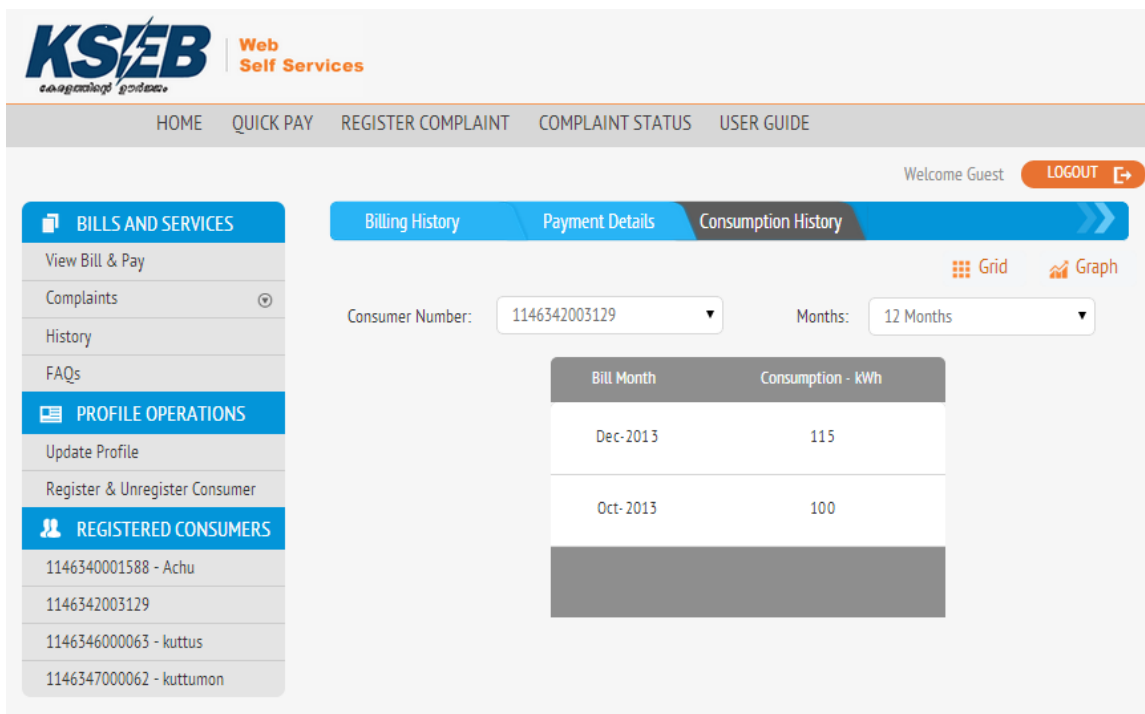 KSEB
Web
Self Services
കേരളത്തിന്റെ ഊർജ്ജം
HOME QUICK PAY REGISTER COMPLAINT COMPLAINT STATUS USER GUIDE
Welcome Guest LOGOUT
BILLS AND SERVICES
View Bill & Pay
Complaints
History
FAQs
PROFILE OPERATIONS
Update Profile
Register & Unregister Consumer
REGISTERED CONSUMERS
1146340001588 - Achu
1146342003129
1146346000063 - kuttus
1146347000062 - kuttumon
Billing History Payment Details Consumption History
Grid Graph
Consumer Number: 1146342003129 Months: 12 Months
Bill Month Consumption - kWh
Dec-2013 115
Oct-2013 100